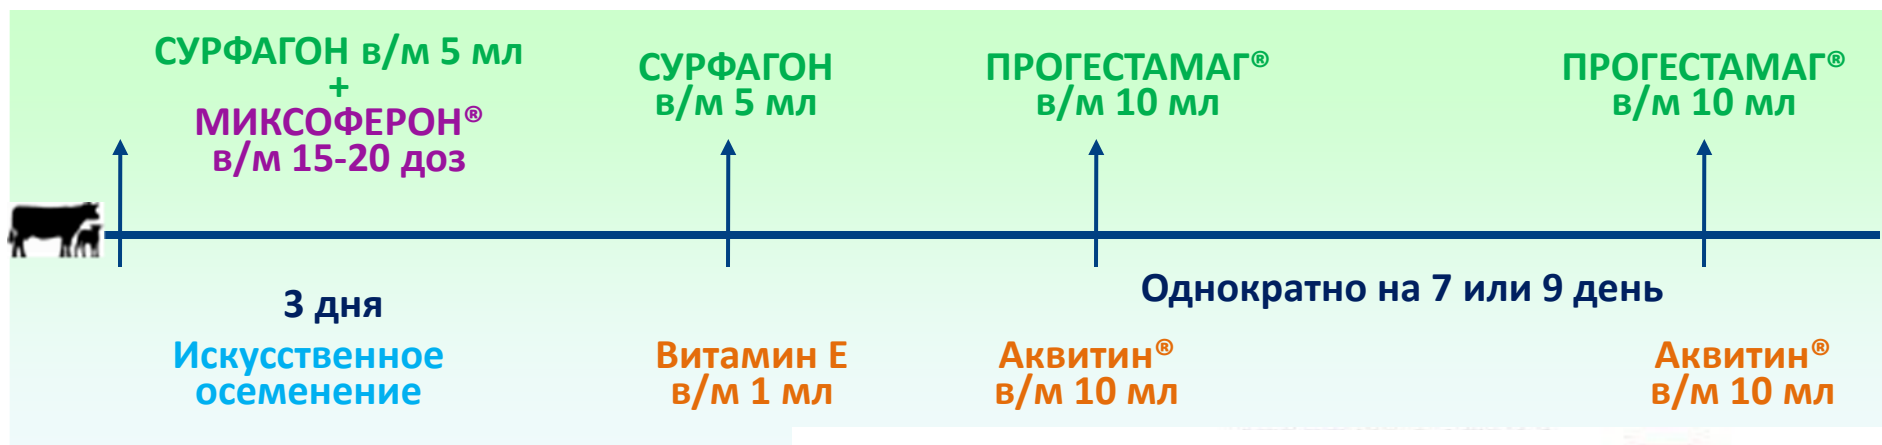 СУРФАГОН в/м 5 мл
+
МИКСОФЕРОН®
в/м 15-20 доз
СУРФАГОН
в/м 5 мл
ПРОГЕСТАМАГ®
в/м 10 мл
ПРОГЕСТАМАГ®
в/м 10 мл
3 дня
Однократно на 7 или 9 день
Искусственное
осеменение
Витамин Е
в/м 1 мл
Аквитин®
в/м 10 мл
Аквитин®
в/м 10 мл